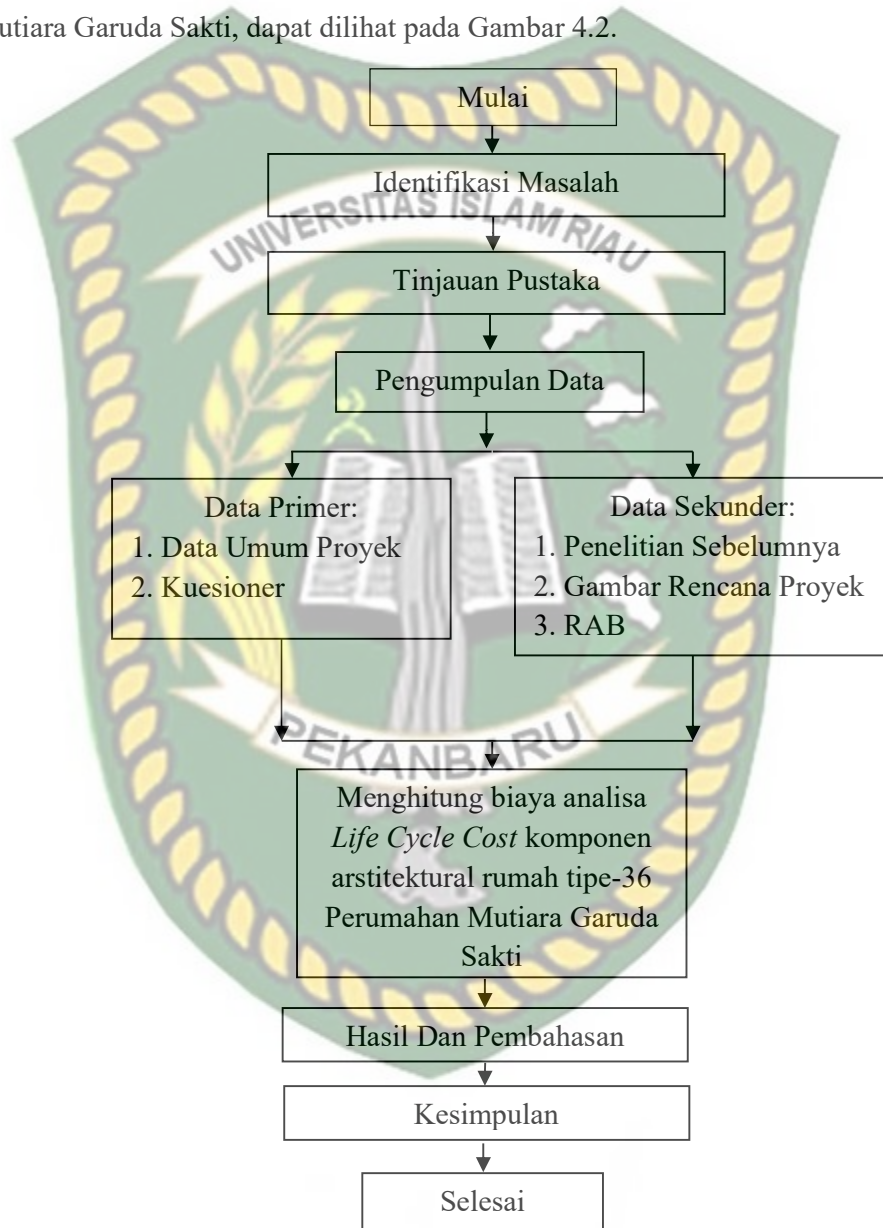 utiara Garuda Sakti, dapat dilihat pada Gambar 4.2.
Mulai
Identifikasi Masalah
UNIVERSITAS ISLAM RIAU
Tinjauan Pustaka
Pengumpulan Data
Data Primer:
1. Data Umum Proyek
2. Kuesioner
Data Sekunder:
1. Penelitian Sebelumnya
2. Gambar Rencana Proyek
3. RAB
PEKANBARU
Menghitung biaya analisa
Life Cycle Cost komponen
arstitektural rumah tipe-36
Perumahan Mutiara Garuda
Sakti
Hasil Dan Pembahasan
Kesimpulan
Selesai